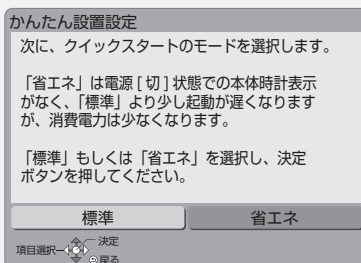 かんたん設置設定
次に、クイックスタートのモードを選択します。
「省エネ」は電源 [ 切 ] 状態での本体時計表示
がなく、「標準」より少し起動が遅くなります
が、消費電力は少なくなります。
「標準」もしくは「省エネ」を選択し、決定
ボタンを押してください。
標準 省エネ
項目選択 決定
戻る